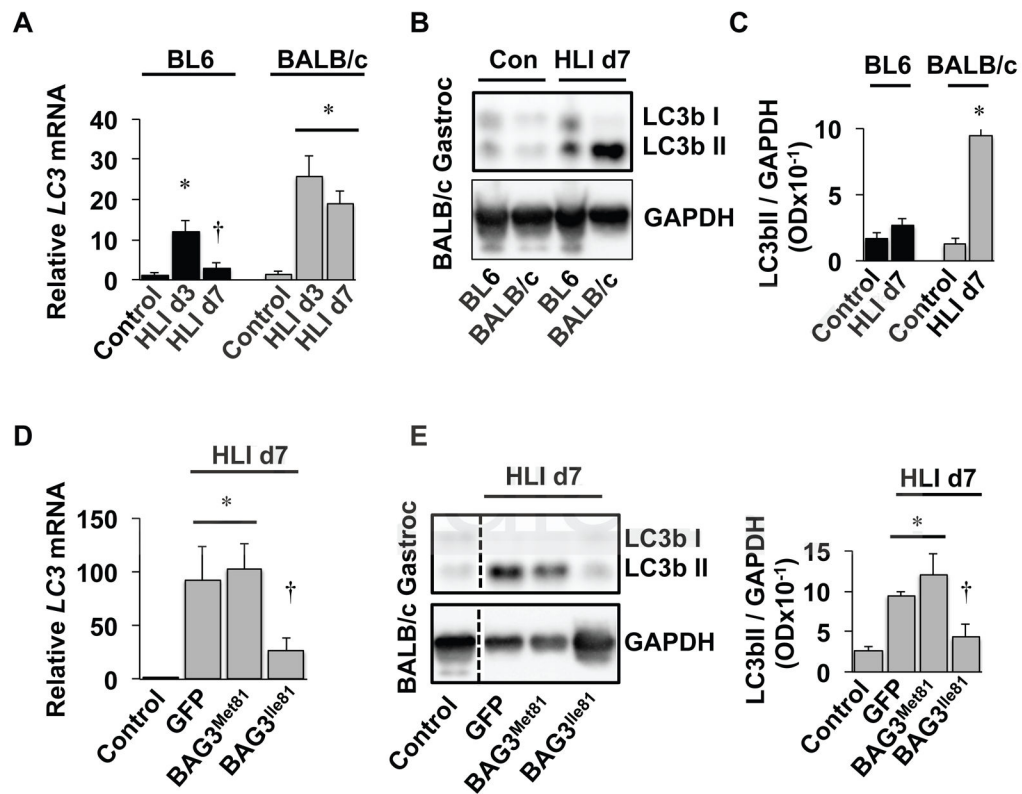 A
BL6
BALB/c
Relative LC3 mRNA
40
30
20
10
0
*
†
*
Control
HLI d3
HLI d7
Control
HLI d3
HLI d7
B
Con
HLI d7
BALB/c Gastroc
LC3b I
LC3b II
GAPDH
BL6
BALB/c
BL6
BALB/c
C
BL6
BALB/c
LC3bII / GAPDH
(ODx10⁻¹)
10
5
0
*
Control
HLI d7
Control
HLI d7
D
HLI d7
Relative LC3 mRNA
150
100
50
0
*
†
Control
GFP
BAG3ᴹᵉᵗ⁸¹
BAG3ᴵˡᵉ⁸¹
E
HLI d7
BALB/c Gastroc
LC3b I
LC3b II
GAPDH
Control
GFP
BAG3ᴹᵉᵗ⁸¹
BAG3ᴵˡᵉ⁸¹
HLI d7
LC3bII / GAPDH
(ODx10⁻¹)
15
10
5
0
*
†
Control
GFP
BAG3ᴹᵉᵗ⁸¹
BAG3ᴵˡᵉ⁸¹